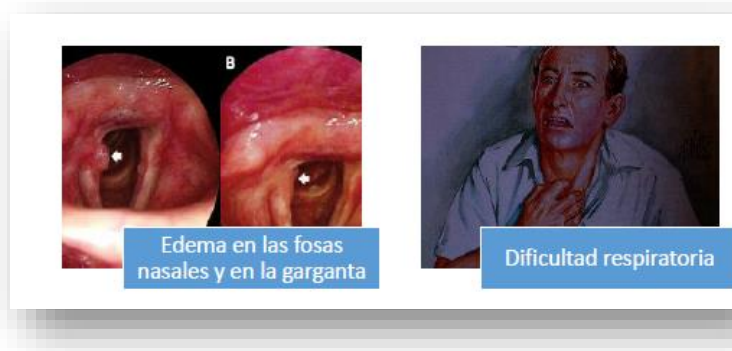 B
Edema en las fosas
nasales y en la garganta
Dificultad respiratoria